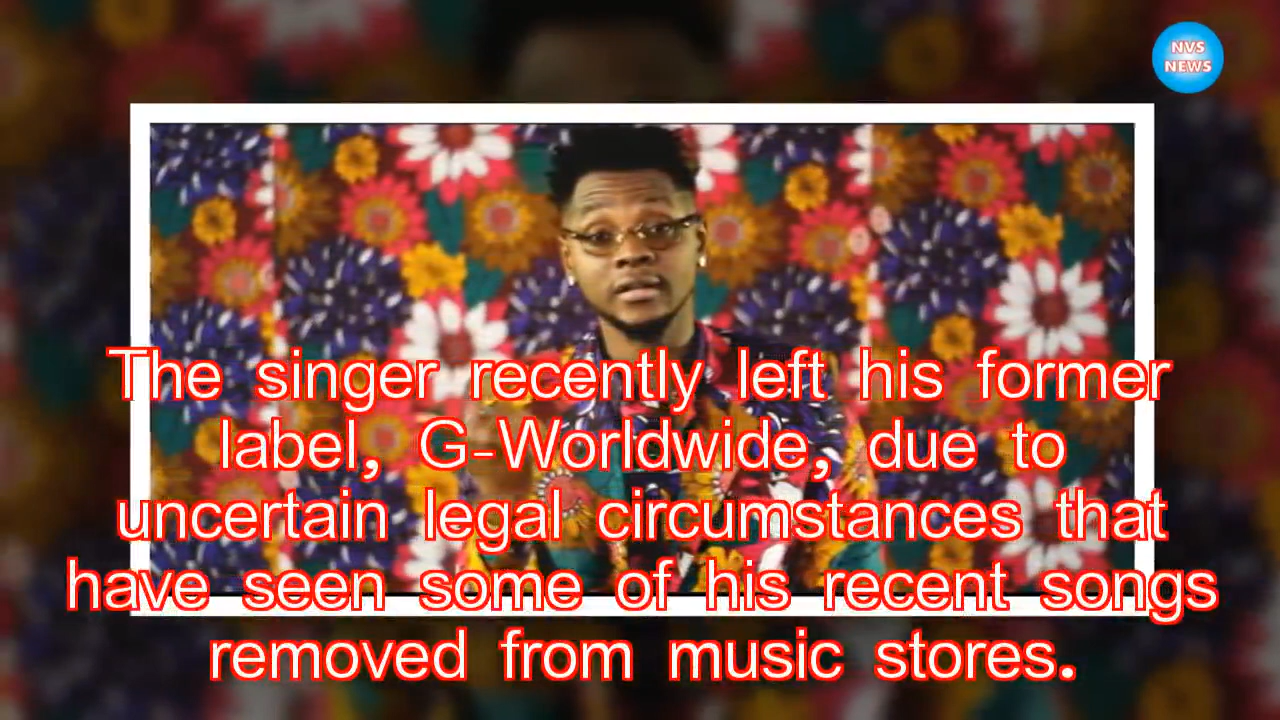 NVS
NEWS
The singer recently left his former
label, G-Worldwide, due to
uncertain legal circumstances that
have seen some of his recent songs
removed from music stores.